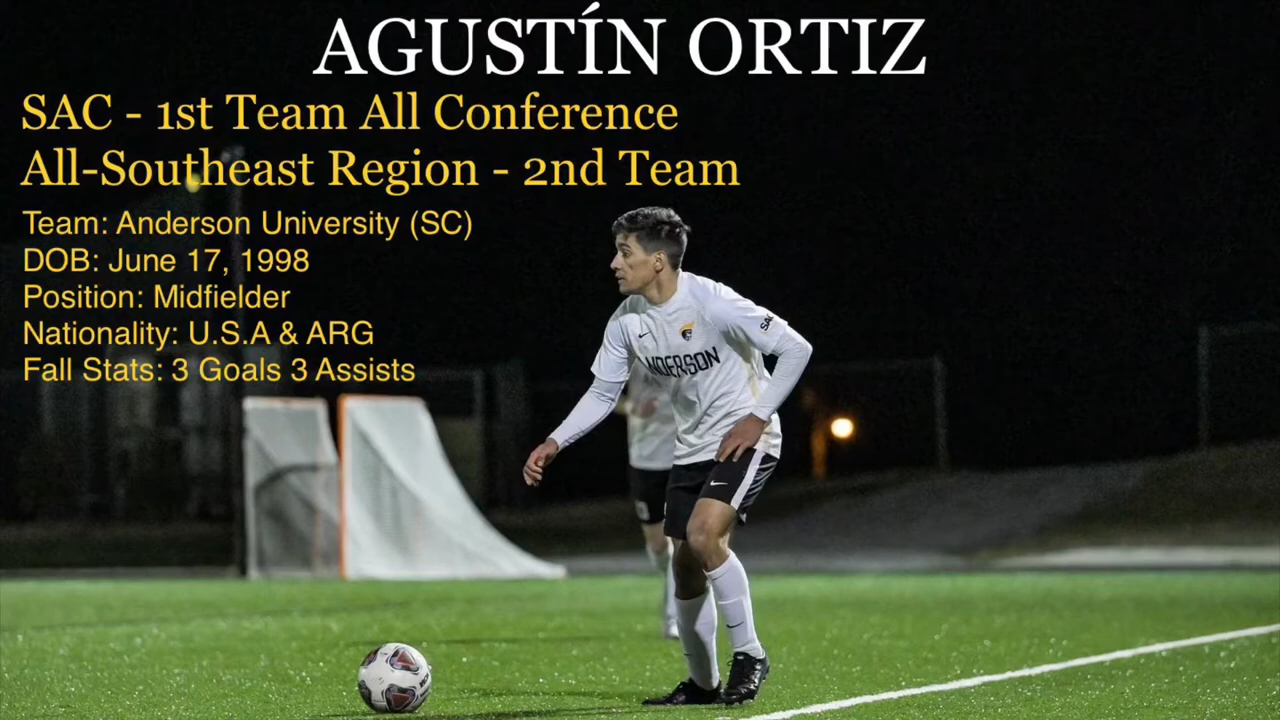 AGUSTÍN ORTIZ
SAC - 1st Team All Conference
All-Southeast Region - 2nd Team
Team: Anderson University (SC)
DOB: June 17, 1998
Position: Midfielder
Nationality: U.S.A & ARG
Fall Stats: 3 Goals 3 Assists
SAC
ANDERSON